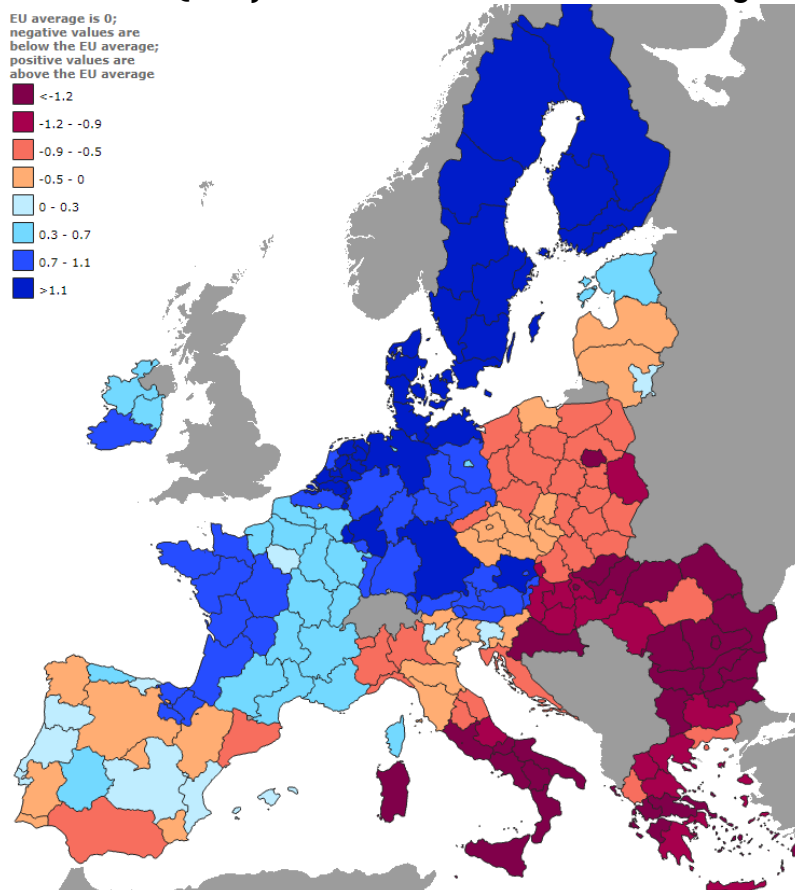 EU average is 0;
negative values are
below the EU average;
positive values are
above the EU average
<-1.2
-1.2 - -0.9
-0.9 - -0.5
-0.5 - 0
0 - 0.3
0.3 - 0.7
0.7 - 1.1
>1.1